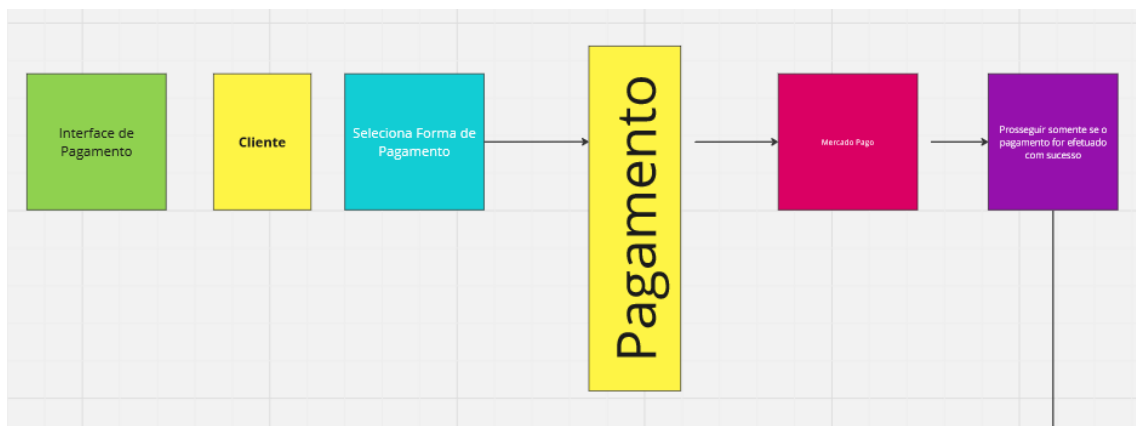 Interface de
Pagamento
Cliente
Seleciona Forma de
Pagamento
Pagamento
Mercado Pago
Prosseguir somente se o
pagamento for efetuado
com sucesso